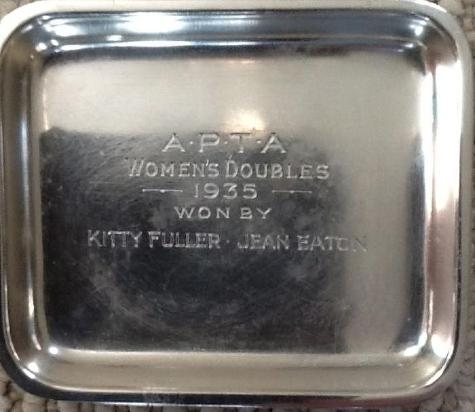 A·P·T·A
WOMEN'S DOUBLES
— 1935 —
WON BY
KITTY FULLER · JEAN EATON